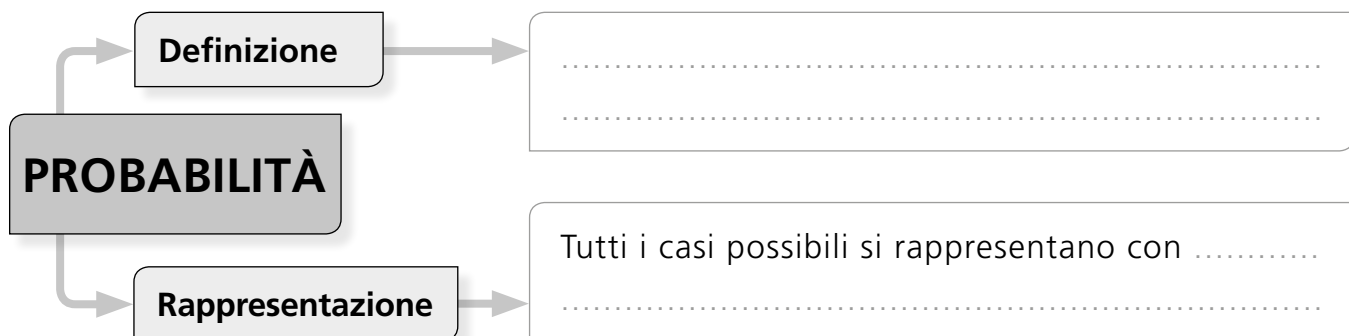 Definizione
................................................................
................................................................
PROBABILITÀ
Tutti i casi possibili si rappresentano con ............
................................................................
Rappresentazione